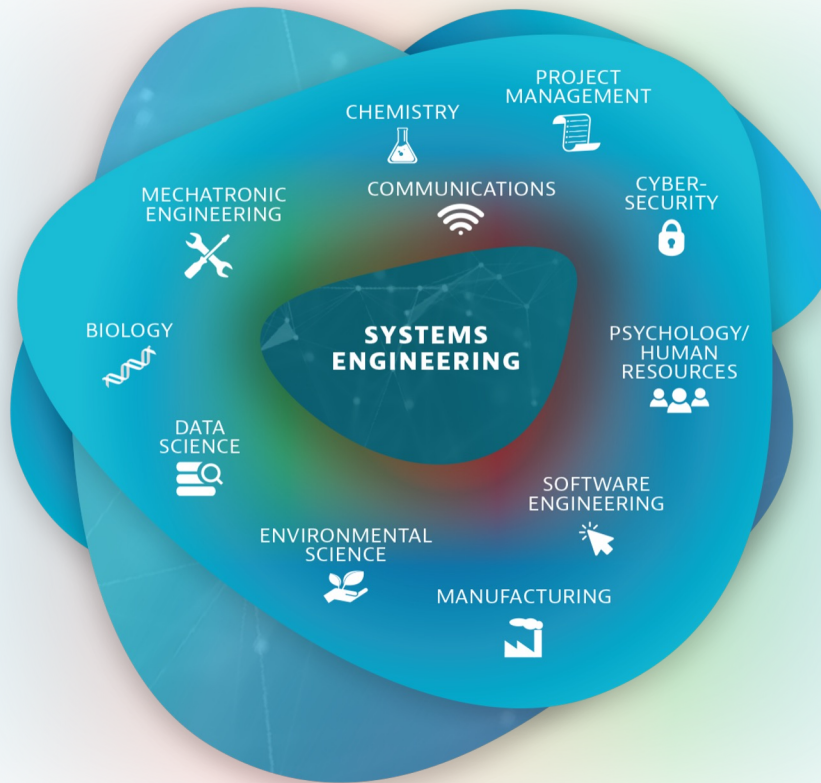 PROJECT
MANAGEMENT
CHEMISTRY
COMMUNICATIONS
CYBER-
SECURITY
MECHATRONIC
ENGINEERING
SYSTEMS
ENGINEERING
BIOLOGY
PSYCHOLOGY/
HUMAN
RESOURCES
DATA
SCIENCE
SOFTWARE
ENGINEERING
ENVIRONMENTAL
SCIENCE
MANUFACTURING